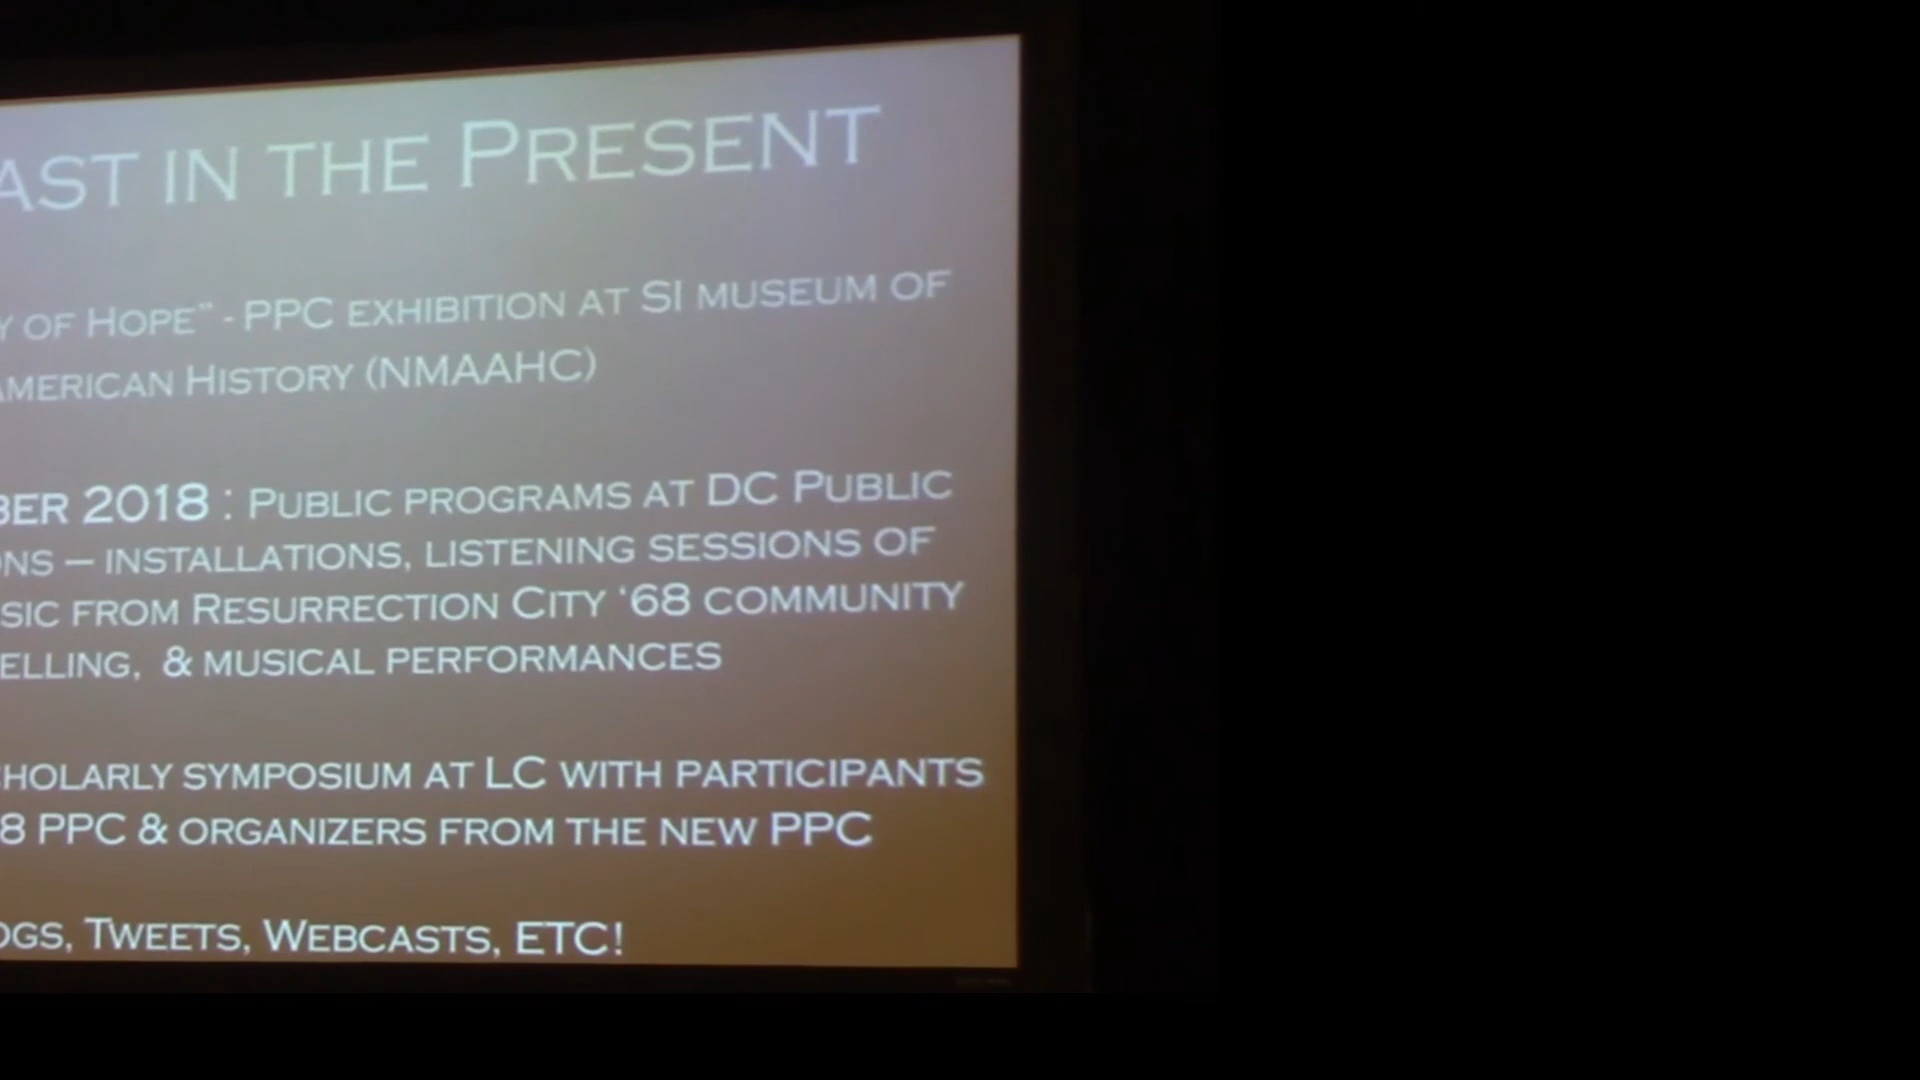 AST IN THE PRESENT
Y OF HOPE” - PPC EXHIBITION AT SI MUSEUM OF
AMERICAN HISTORY (NMAAHC)
BER 2018 : PUBLIC PROGRAMS AT DC PUBLIC
ONS – INSTALLATIONS, LISTENING SESSIONS OF
SIC FROM RESURRECTION CITY ‘68 COMMUNITY
ELLING, & MUSICAL PERFORMANCES
CHOLARLY SYMPOSIUM AT LC WITH PARTICIPANTS
8 PPC & ORGANIZERS FROM THE NEW PPC
OGS, TWEETS, WEBCASTS, ETC!